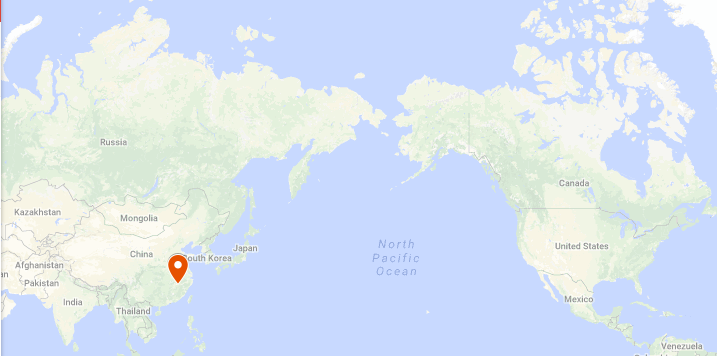 Russia
Canada
Kazakhstan
Mongolia
Japan
North
Pacific
Ocean
United States
China
South Korea
Afghanistan
Pakistan
India
Mexico
Thailand
Venezuela